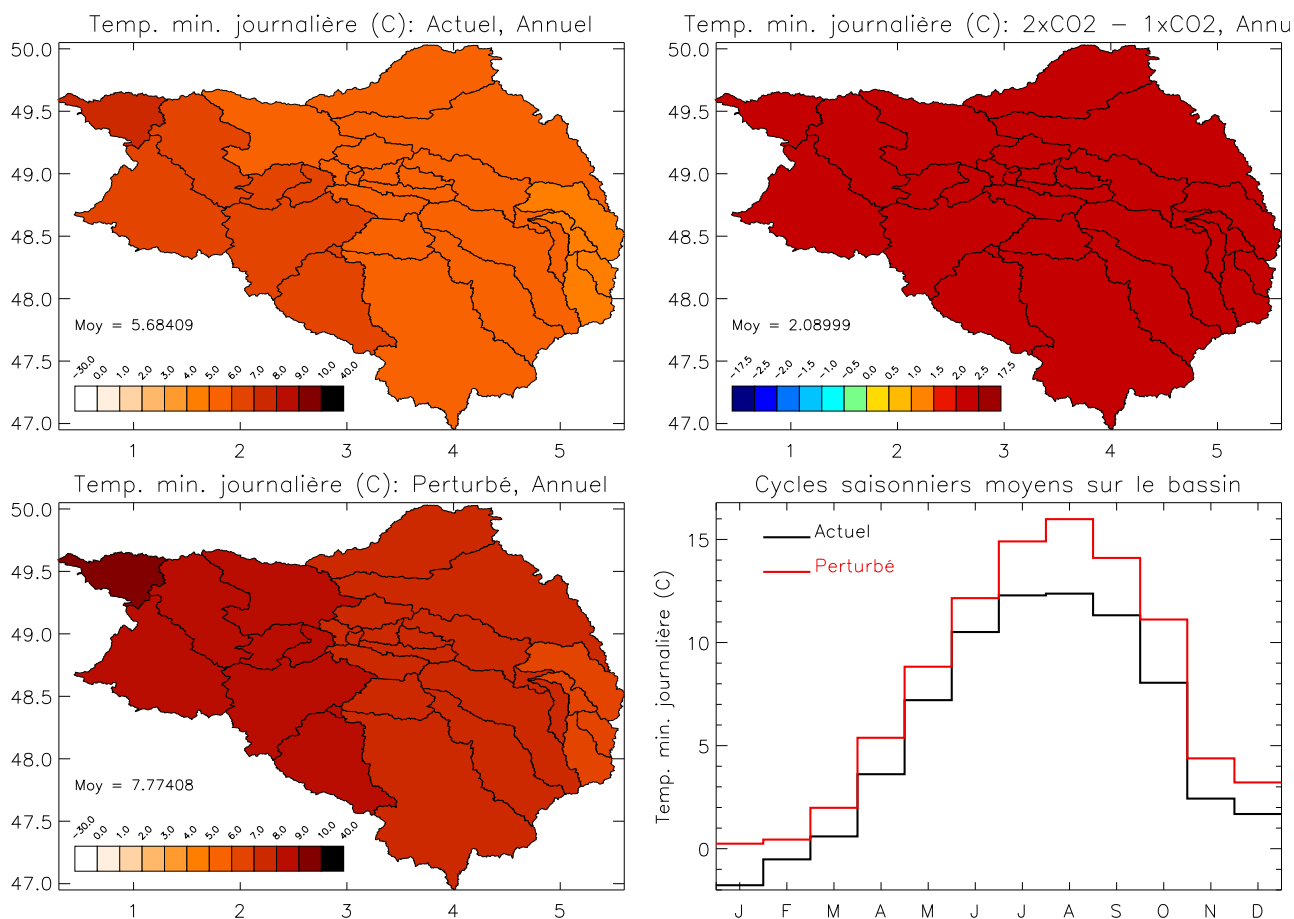 Temp. min. journalière (C): Actuel, Annuel
50.0
49.5
49.0
48.5
48.0
47.5
47.0
Moy = 5.68409
-30.0 0.0 1.0 2.0 3.0 4.0 5.0 6.0 7.0 8.0 9.0 10.0 40.0
1 2 3 4 5
Temp. min. journalière (C): 2xCO2 - 1xCO2, Annu
50.0
49.5
49.0
48.5
48.0
47.5
47.0
Moy = 2.08999
-17.5 -2.5 -2.0 -1.5 -1.0 -0.5 0.0 0.5 1.0 1.5 2.0 2.5 17.5
1 2 3 4 5
Temp. min. journalière (C): Perturbé, Annuel
50.0
49.5
49.0
48.5
48.0
47.5
47.0
Moy = 7.77408
-30.0 0.0 1.0 2.0 3.0 4.0 5.0 6.0 7.0 8.0 9.0 10.0 40.0
1 2 3 4 5
Cycles saisonniers moyens sur le bassin
Temp. min. journalière (C)
15
10
5
0
Actuel
Perturbé
J F M A M J J A S O N D